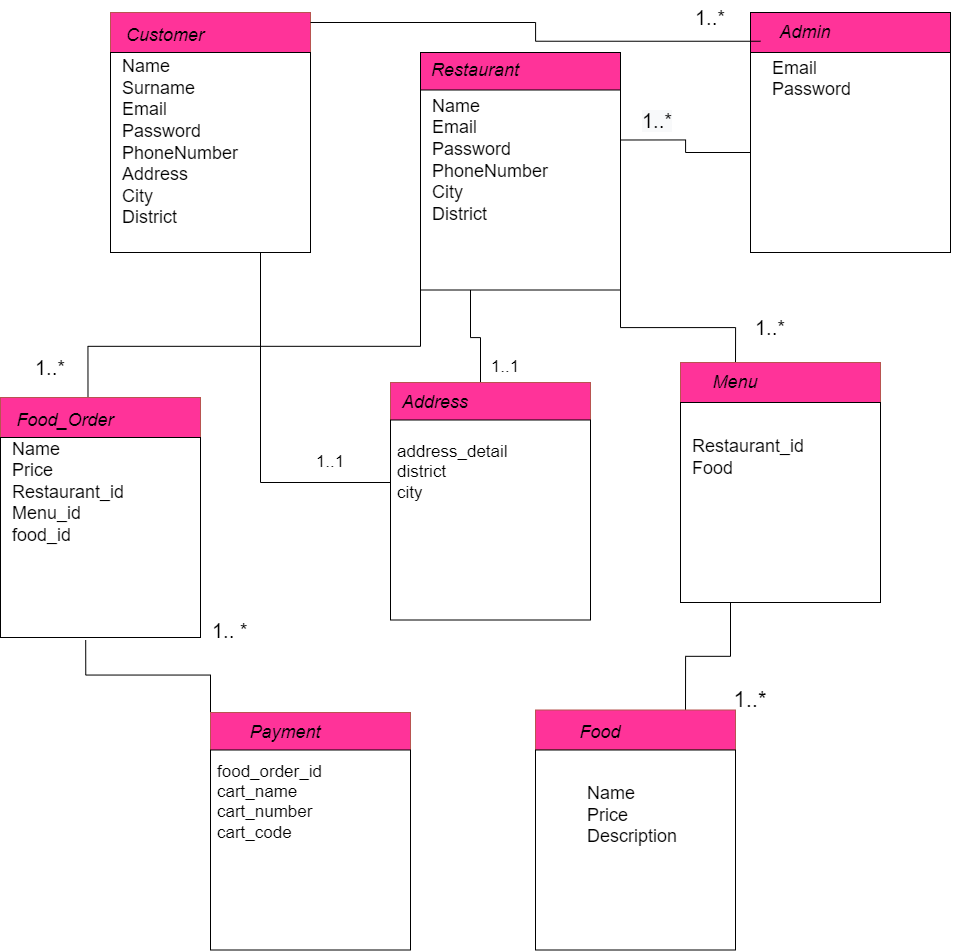 Customer
Name
Surname
Email
Password
PhoneNumber
Address
City
District
1..*
Admin
Email
Password
Restaurant
Name
Email
Password
PhoneNumber
City
District
1..*
1..*
1..*
1..1
1..1
Food_Order
Name
Price
Restaurant_id
Menu_id
food_id
Address
address_detail
district
city
Menu
Restaurant_id
Food
1.. *
1..*
Payment
food_order_id
cart_name
cart_number
cart_code
Food
Name
Price
Description